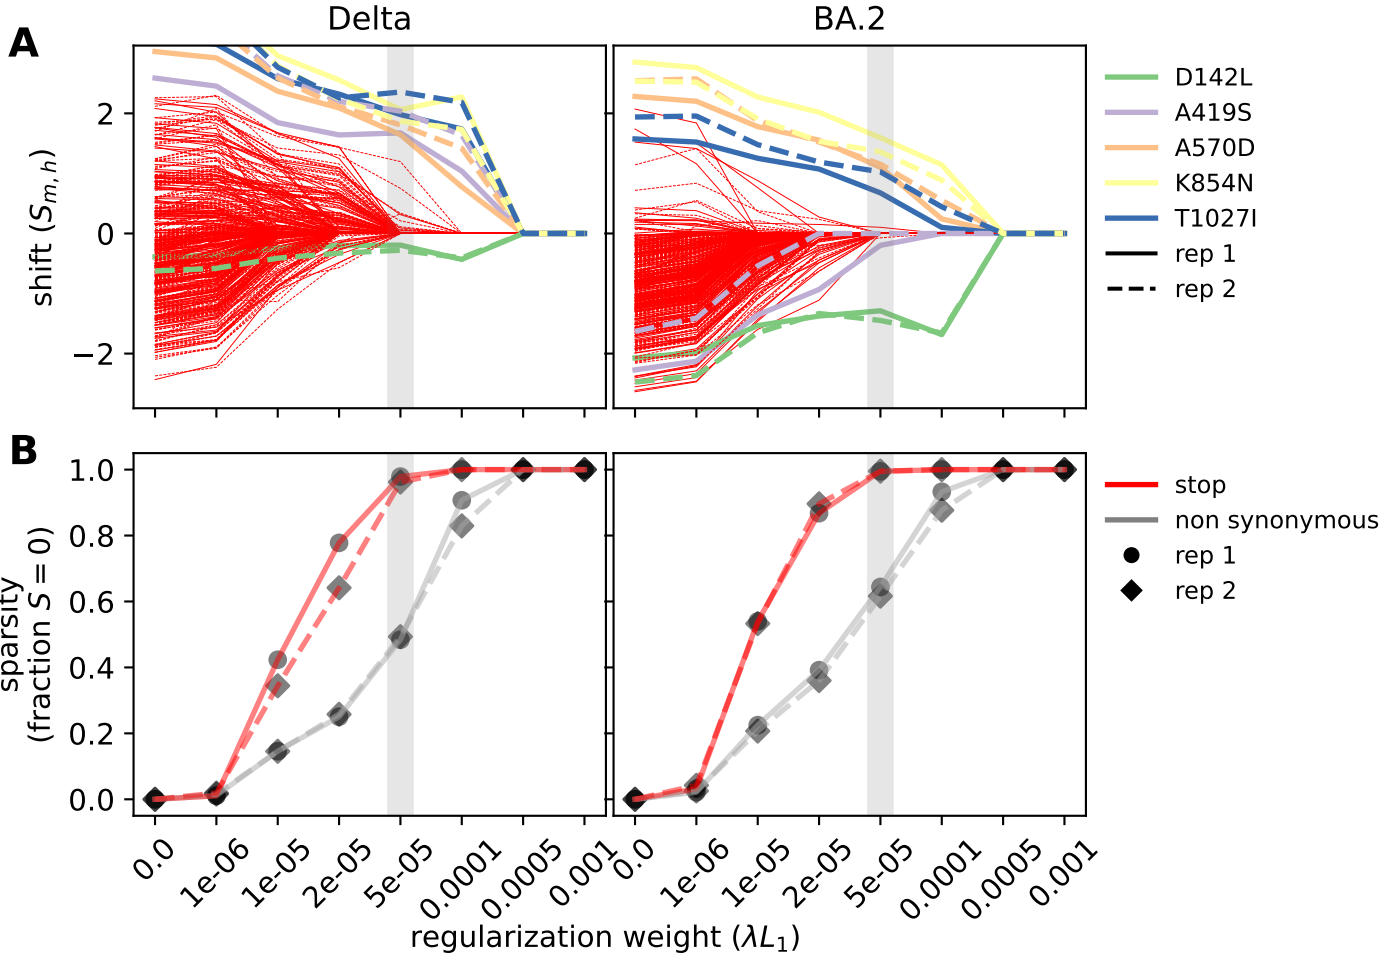 Delta
BA.2
A
shift (S_{m, h})
2
0
−2
D142L
A419S
A570D
K854N
T1027I
rep 1
rep 2
B
sparsity
(fraction S = 0)
1.0
0.8
0.6
0.4
0.2
0.0
stop
non synonymous
rep 1
rep 2
0.0
1e-06
1e-05
2e-05
5e-05
0.0001
0.0005
0.001
0.0
1e-06
1e-05
2e-05
5e-05
0.0001
0.0005
0.001
regularization weight (λL₁)